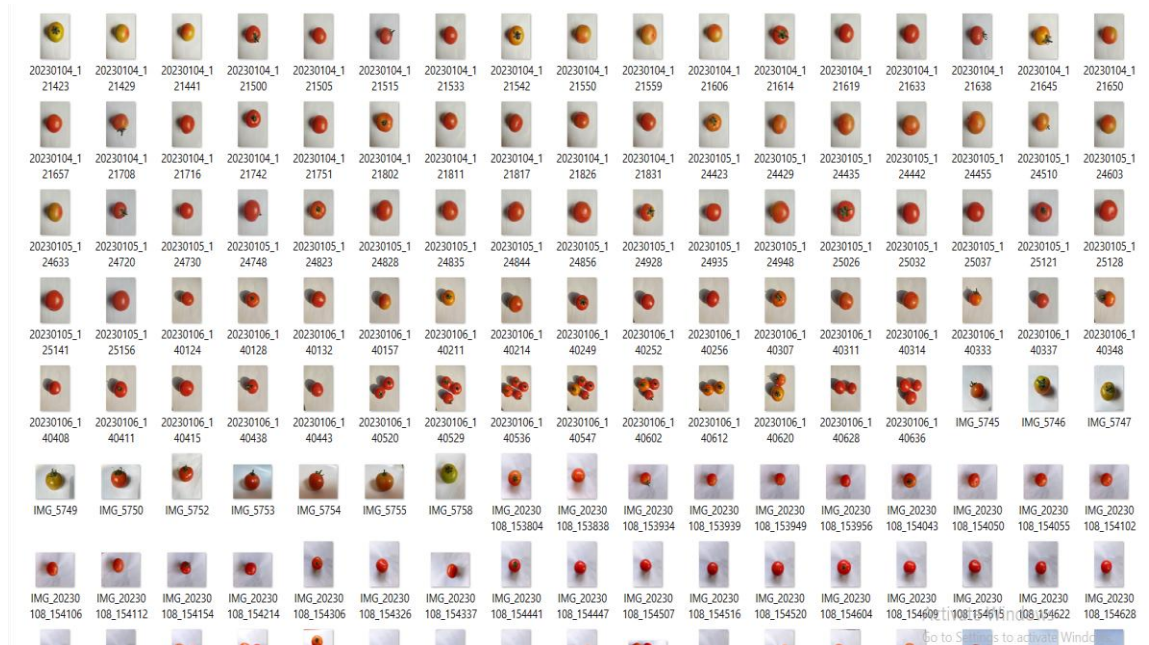 20230104_1 20230104_1 20230104_1 20230104_1 20230104_1 20230104_1 20230104_1 20230104_1 20230104_1 20230104_1 20230104_1 20230104_1 20230104_1 20230104_1 20230104_1 20230104_1 20230104_1
21423 21429 21441 21500 21505 21515 21533 21542 21550 21559 21606 21614 21619 21633 21638 21645 21650
20230104_1 20230104_1 20230104_1 20230104_1 20230104_1 20230104_1 20230104_1 20230104_1 20230104_1 20230104_1 20230105_1 20230105_1 20230105_1 20230105_1 20230105_1 20230105_1 20230105_1
21657 21708 21716 21742 21751 21802 21811 21817 21826 21831 24423 24429 24435 24442 24455 24510 24603
20230105_1 20230105_1 20230105_1 20230105_1 20230105_1 20230105_1 20230105_1 20230105_1 20230105_1 20230105_1 20230105_1 20230105_1 20230105_1 20230105_1 20230105_1 20230105_1 20230105_1
24633 24720 24730 24748 24823 24828 24835 24844 24856 24928 24935 24948 25026 25032 25037 25121 25128
20230105_1 20230105_1 20230106_1 20230106_1 20230106_1 20230106_1 20230106_1 20230106_1 20230106_1 20230106_1 20230106_1 20230106_1 20230106_1 20230106_1 20230106_1 20230106_1 20230106_1
25141 25156 40124 40128 40132 40157 40211 40214 40249 40252 40256 40307 40311 40314 40333 40337 40348
20230106_1 20230106_1 20230106_1 20230106_1 20230106_1 20230106_1 20230106_1 20230106_1 20230106_1 20230106_1 20230106_1 20230106_1 20230106_1 20230106_1 IMG_5745 IMG_5746 IMG_5747
40408 40411 40415 40438 40443 40520 40529 40536 40547 40602 40612 40620 40628 40636
IMG_5749 IMG_5750 IMG_5752 IMG_5753 IMG_5754 IMG_5755 IMG_5758 IMG_20230 IMG_20230 IMG_20230 IMG_20230 IMG_20230 IMG_20230 IMG_20230 IMG_20230 IMG_20230 IMG_20230
108_153804 108_153838 108_153934 108_153939 108_153949 108_153956 108_154043 108_154050 108_154055 108_154102
IMG_20230 IMG_20230 IMG_20230 IMG_20230 IMG_20230 IMG_20230 IMG_20230 IMG_20230 IMG_20230 IMG_20230 IMG_20230 IMG_20230 IMG_20230 IMG_20230 IMG_20230 IMG_20230 IMG_20230
108_154106 108_154112 108_154154 108_154214 108_154306 108_154326 108_154337 108_154441 108_154447 108_154507 108_154516 108_154520 108_154604 108_154622 108_154628
Activate Windows
Go to Settings to activate Windo